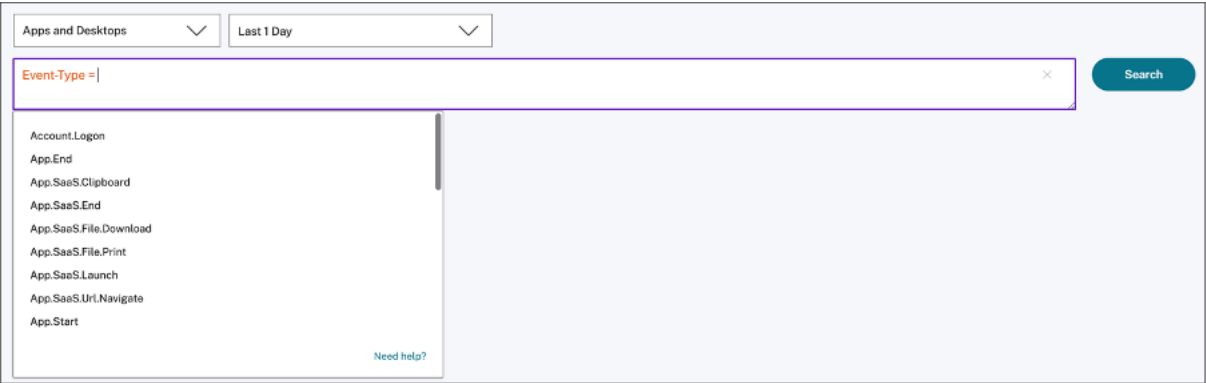 Apps and Desktops
Last 1 Day
Event-Type =
Search
Account.Logon
App.End
App.SaaS.Clipboard
App.SaaS.End
App.SaaS.File.Download
App.SaaS.File.Print
App.SaaS.Launch
App.SaaS.Url.Navigate
App.Start
Need help?